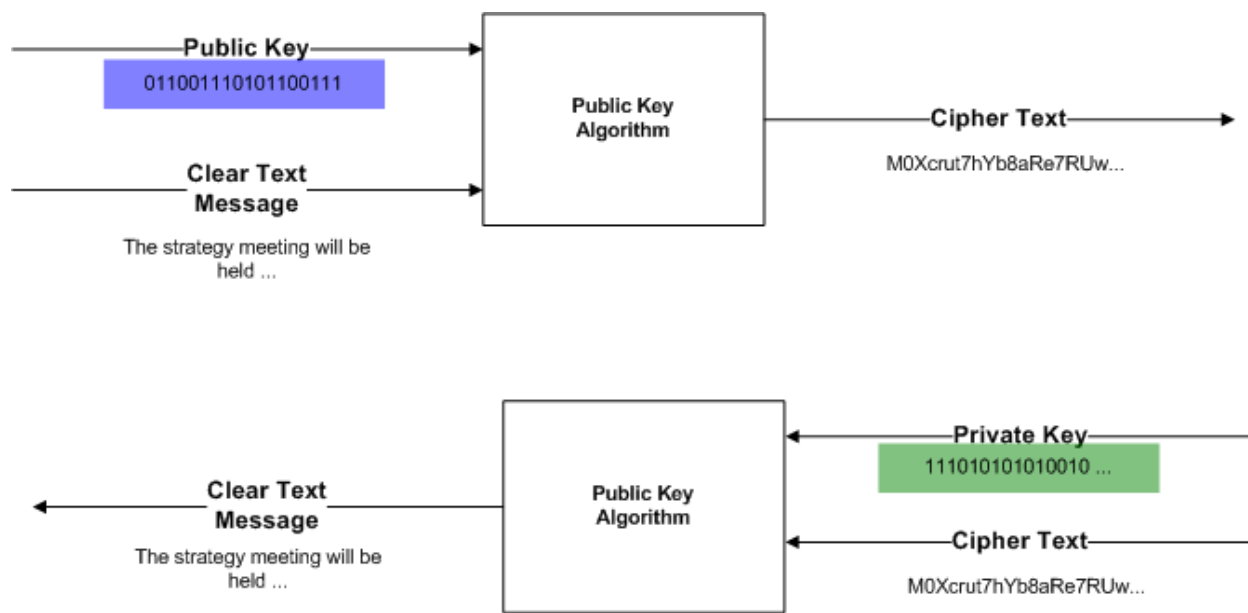 Public Key
011001110101100111
Clear Text
Message
The strategy meeting will be
held ...
Public Key
Algorithm
Cipher Text
M0Xcrut7hYb8aRe7RUw...
Clear Text
Message
The strategy meeting will be
held ...
Public Key
Algorithm
Private Key
111010101010010 ...
Cipher Text
M0Xcrut7hYb8aRe7RUw...